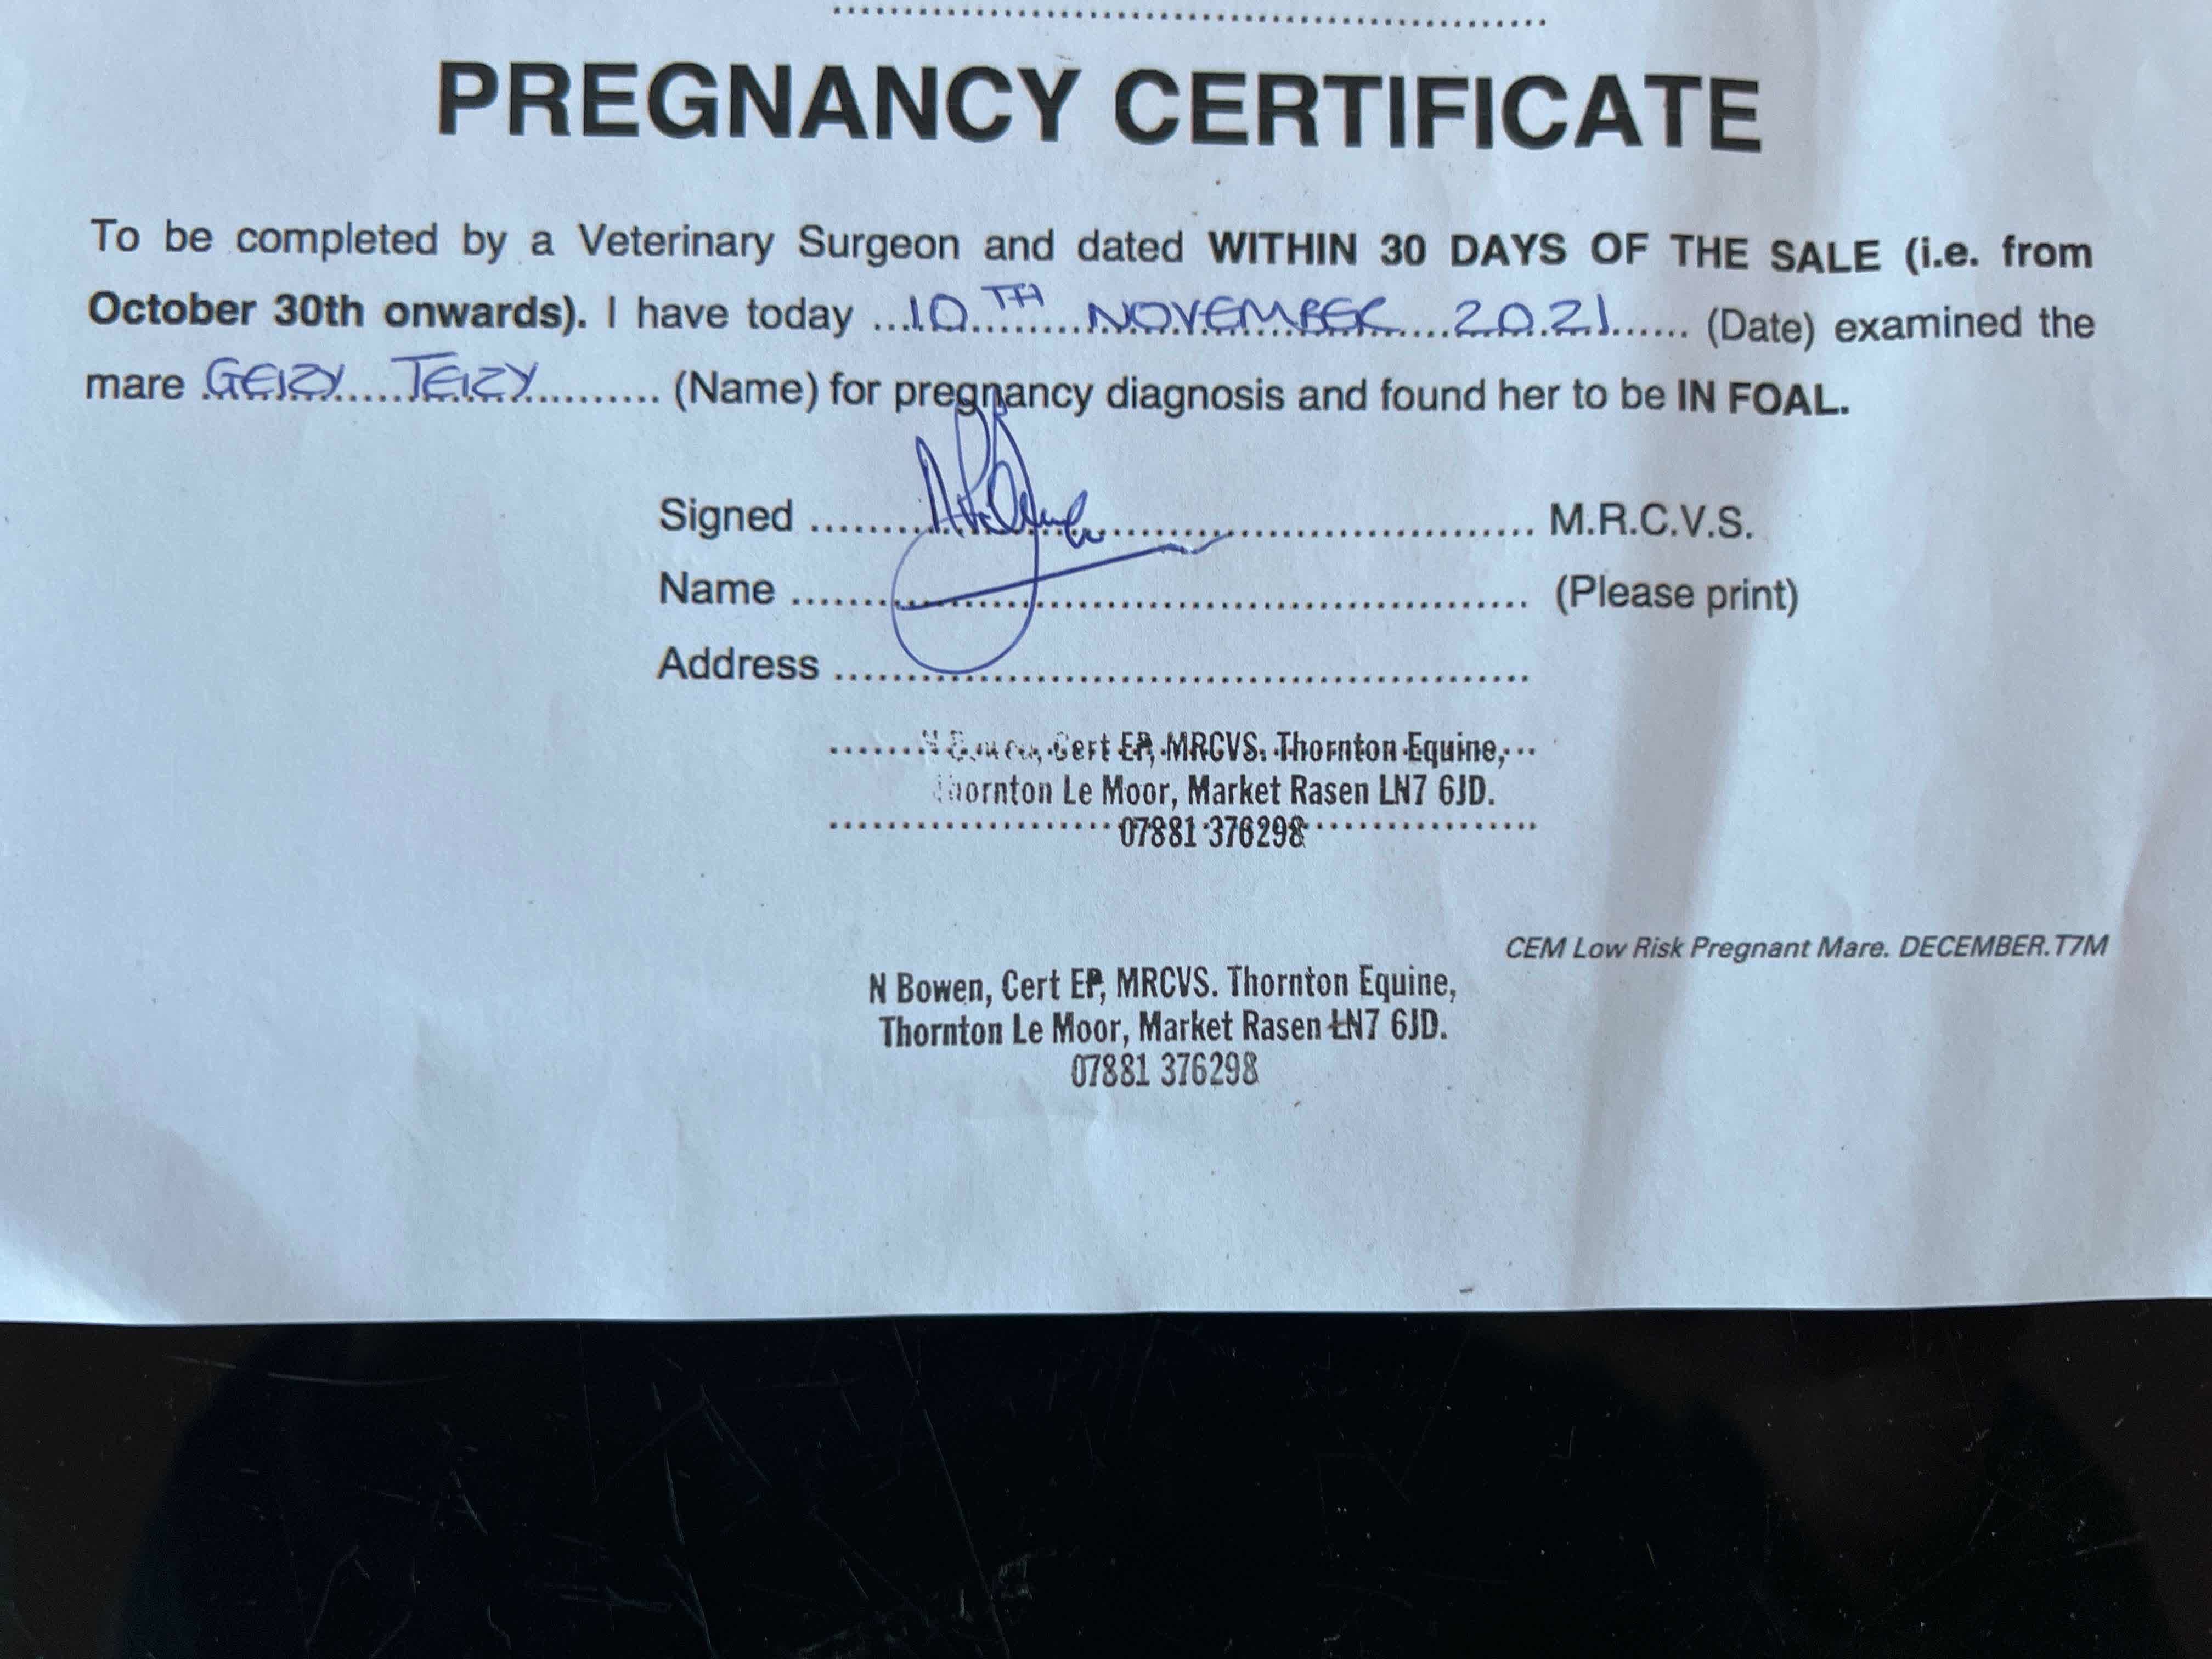 PREGNANCY CERTIFICATE
To be completed by a Veterinary Surgeon and dated WITHIN 30 DAYS OF THE SALE (i.e. from
October 30th onwards). I have today ...10TH NOVEMBER 2021...... (Date) examined the
mare GEIZY TEIZY (Name) for pregnancy diagnosis and found her to be IN FOAL.
Signed M.R.C.V.S.
Name (Please print)
Address
N Bowen, Cert EP, MRCVS. Thornton Equine,
Thornton Le Moor, Market Rasen LN7 6JD.
07881 376298
CEM Low Risk Pregnant Mare. DECEMBER.T7M
N Bowen, Cert EP, MRCVS. Thornton Equine,
Thornton Le Moor, Market Rasen LN7 6JD.
07881 376298